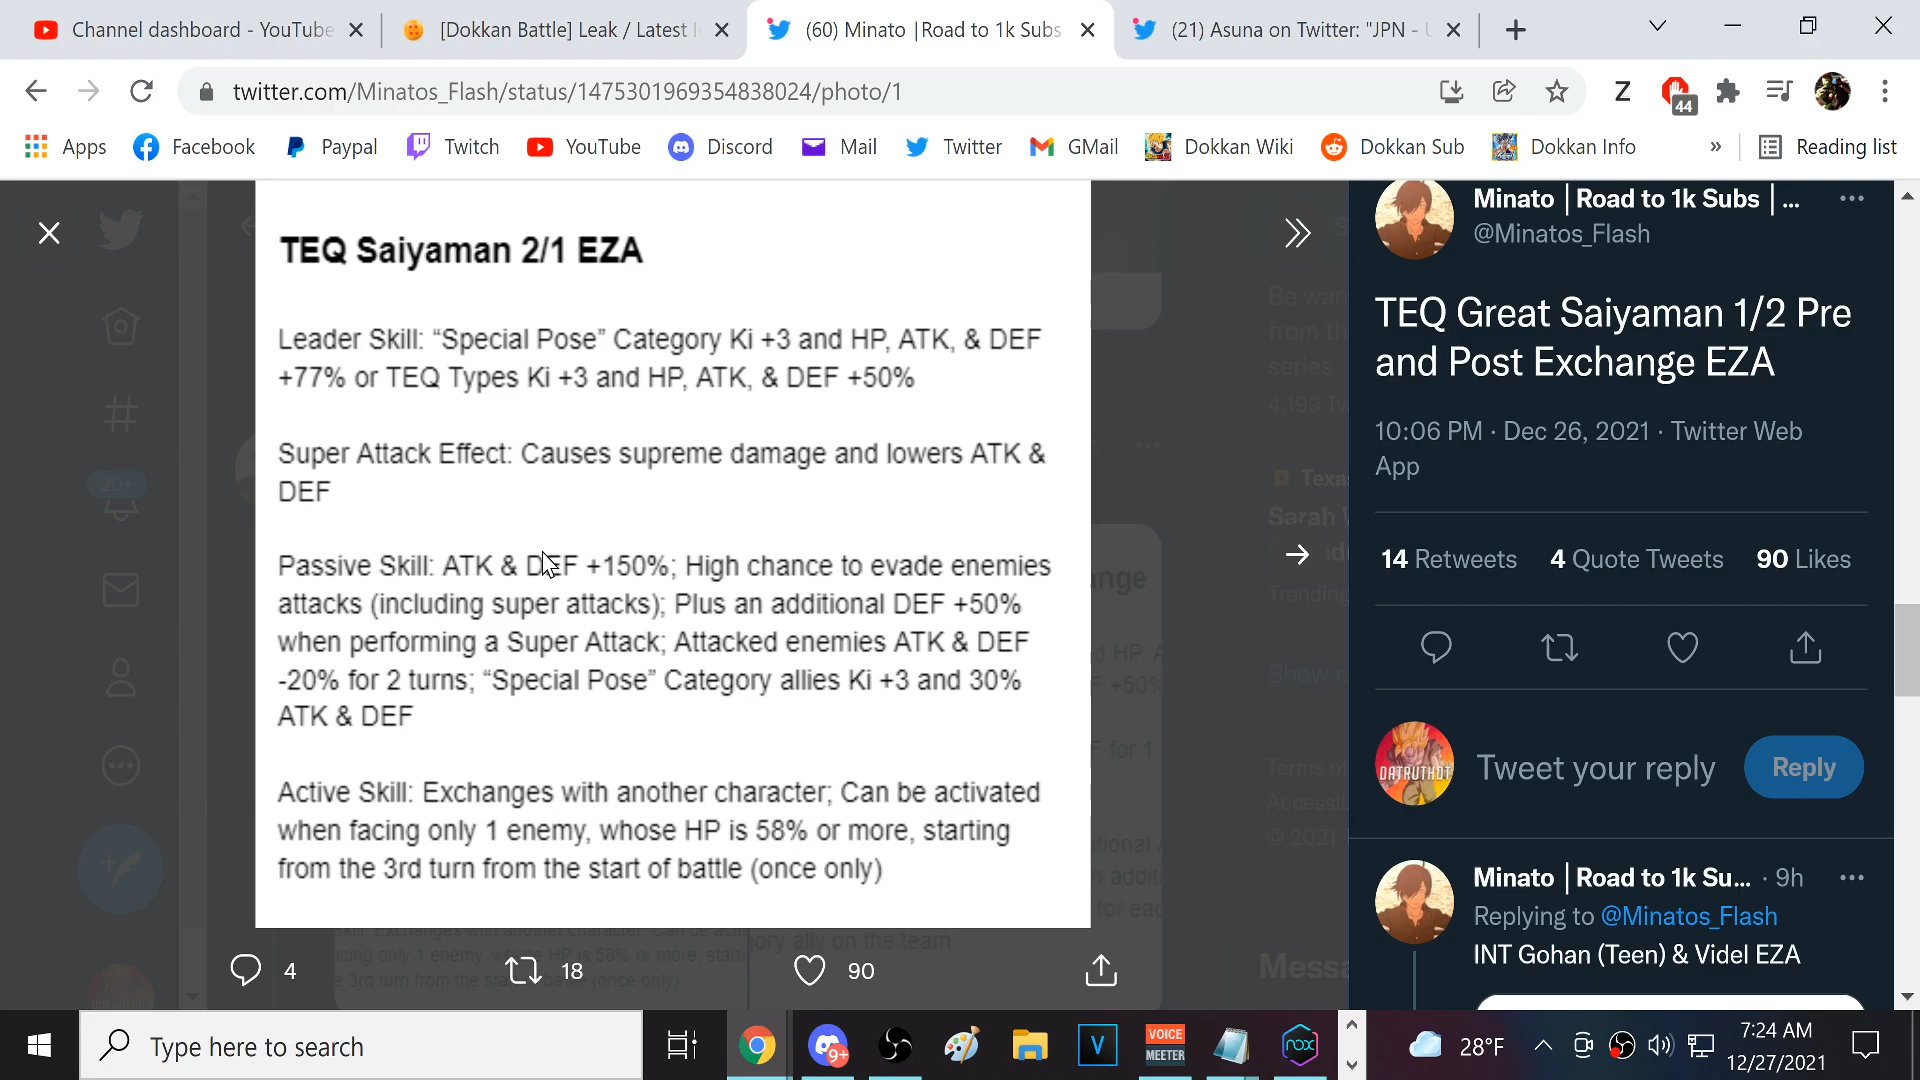 Channel dashboard - YouTube
[Dokkan Battle] Leak / Latest I
(60) Minato |Road to 1k Subs
(21) Asuna on Twitter: "JPN -
twitter.com/Minatos_Flash/status/1475301969354838024/photo/1
Z
44
Apps
Facebook
Paypal
Twitch
YouTube
Discord
Mail
Twitter
GMail
Dokkan Wiki
Dokkan Sub
Dokkan Info
»
Reading list
TEQ Saiyaman 2/1 EZA
Leader Skill: “Special Pose” Category Ki +3 and HP, ATK, & DEF
+77% or TEQ Types Ki +3 and HP, ATK, & DEF +50%
Super Attack Effect: Causes supreme damage and lowers ATK &
DEF
Passive Skill: ATK & DEF +150%; High chance to evade enemies
attacks (including super attacks); Plus an additional DEF +50%
when performing a Super Attack; Attacked enemies ATK & DEF
-20% for 2 turns; “Special Pose” Category allies Ki +3 and 30%
ATK & DEF
Active Skill: Exchanges with another character; Can be activated
when facing only 1 enemy, whose HP is 58% or more, starting
from the 3rd turn from the start of battle (once only)
20+
4
18
90
Minato |Road to 1k Subs | ...
@Minatos_Flash
TEQ Great Saiyaman 1/2 Pre
and Post Exchange EZA
10:06 PM · Dec 26, 2021 · Twitter Web
App
14 Retweets 4 Quote Tweets 90 Likes
DATRUTHDT
Tweet your reply
Reply
Minato |Road to 1k Su... · 9h
Replying to @Minatos_Flash
INT Gohan (Teen) & Videl EZA
Type here to search
9+
V
VOICE
MEETER
nox
28°F
7:24 AM
12/27/2021